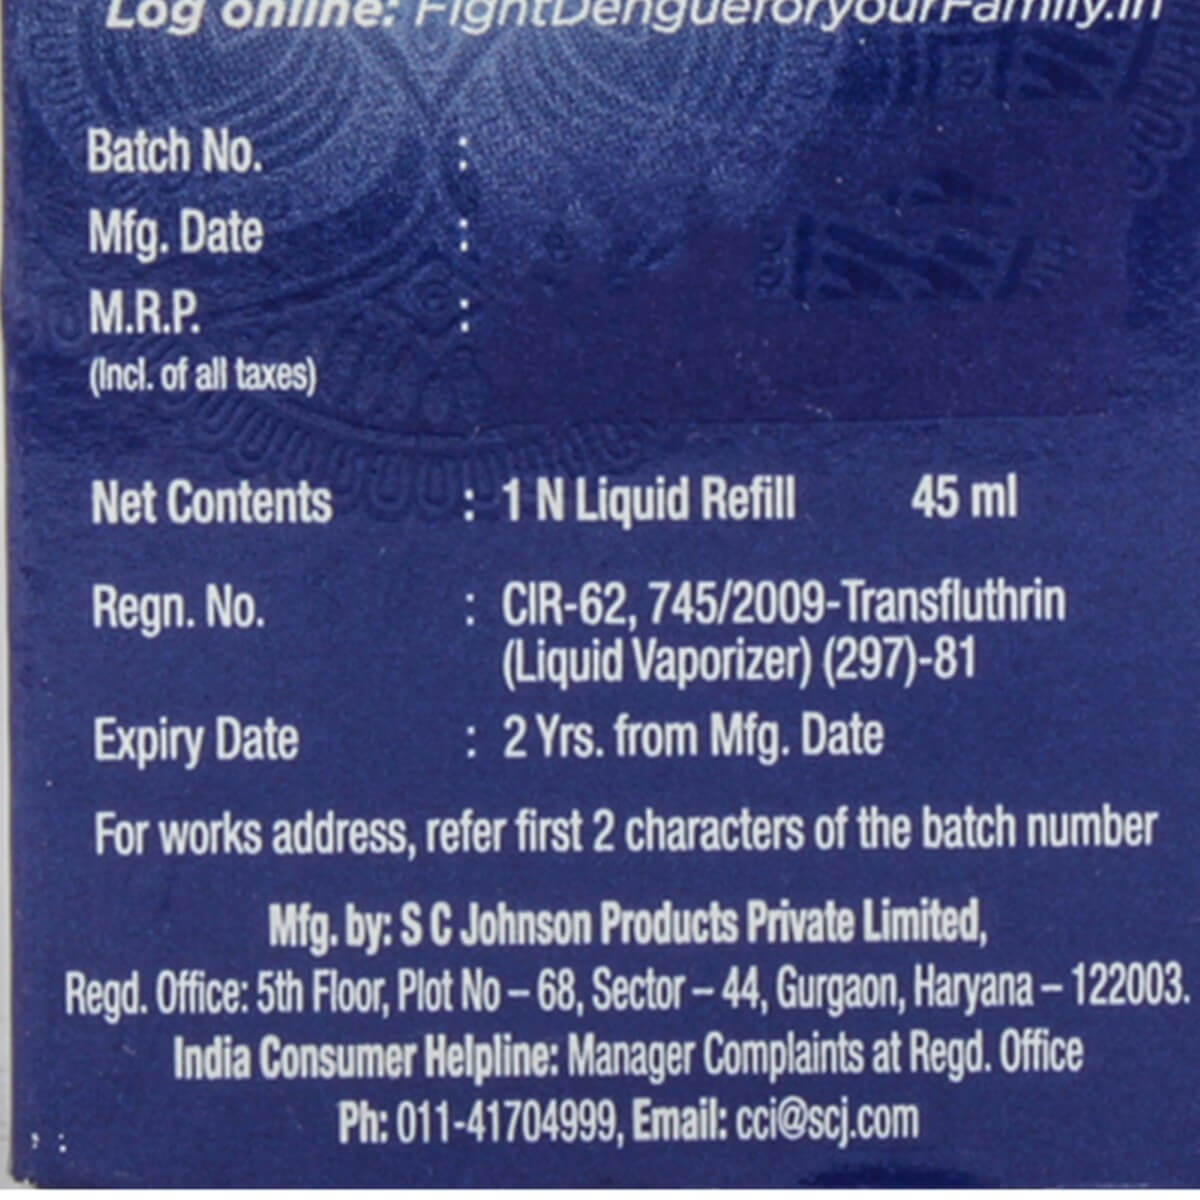 Log online: FightDengueforyourFamily.in
Batch No. :
Mfg. Date :
M.R.P. :
(Incl. of all taxes)
Net Contents : 1 N Liquid Refill 45 ml
Regn. No. : CIR-62, 745/2009-Transfluthrin
(Liquid Vaporizer) (297)-81
Expiry Date : 2 Yrs. from Mfg. Date
For works address, refer first 2 characters of the batch number
Mfg. by: S C Johnson Products Private Limited,
Regd. Office: 5th Floor, Plot No – 68, Sector – 44, Gurgaon, Haryana – 122003.
India Consumer Helpline: Manager Complaints at Regd. Office
Ph: 011-41704999, Email: cci@scj.com